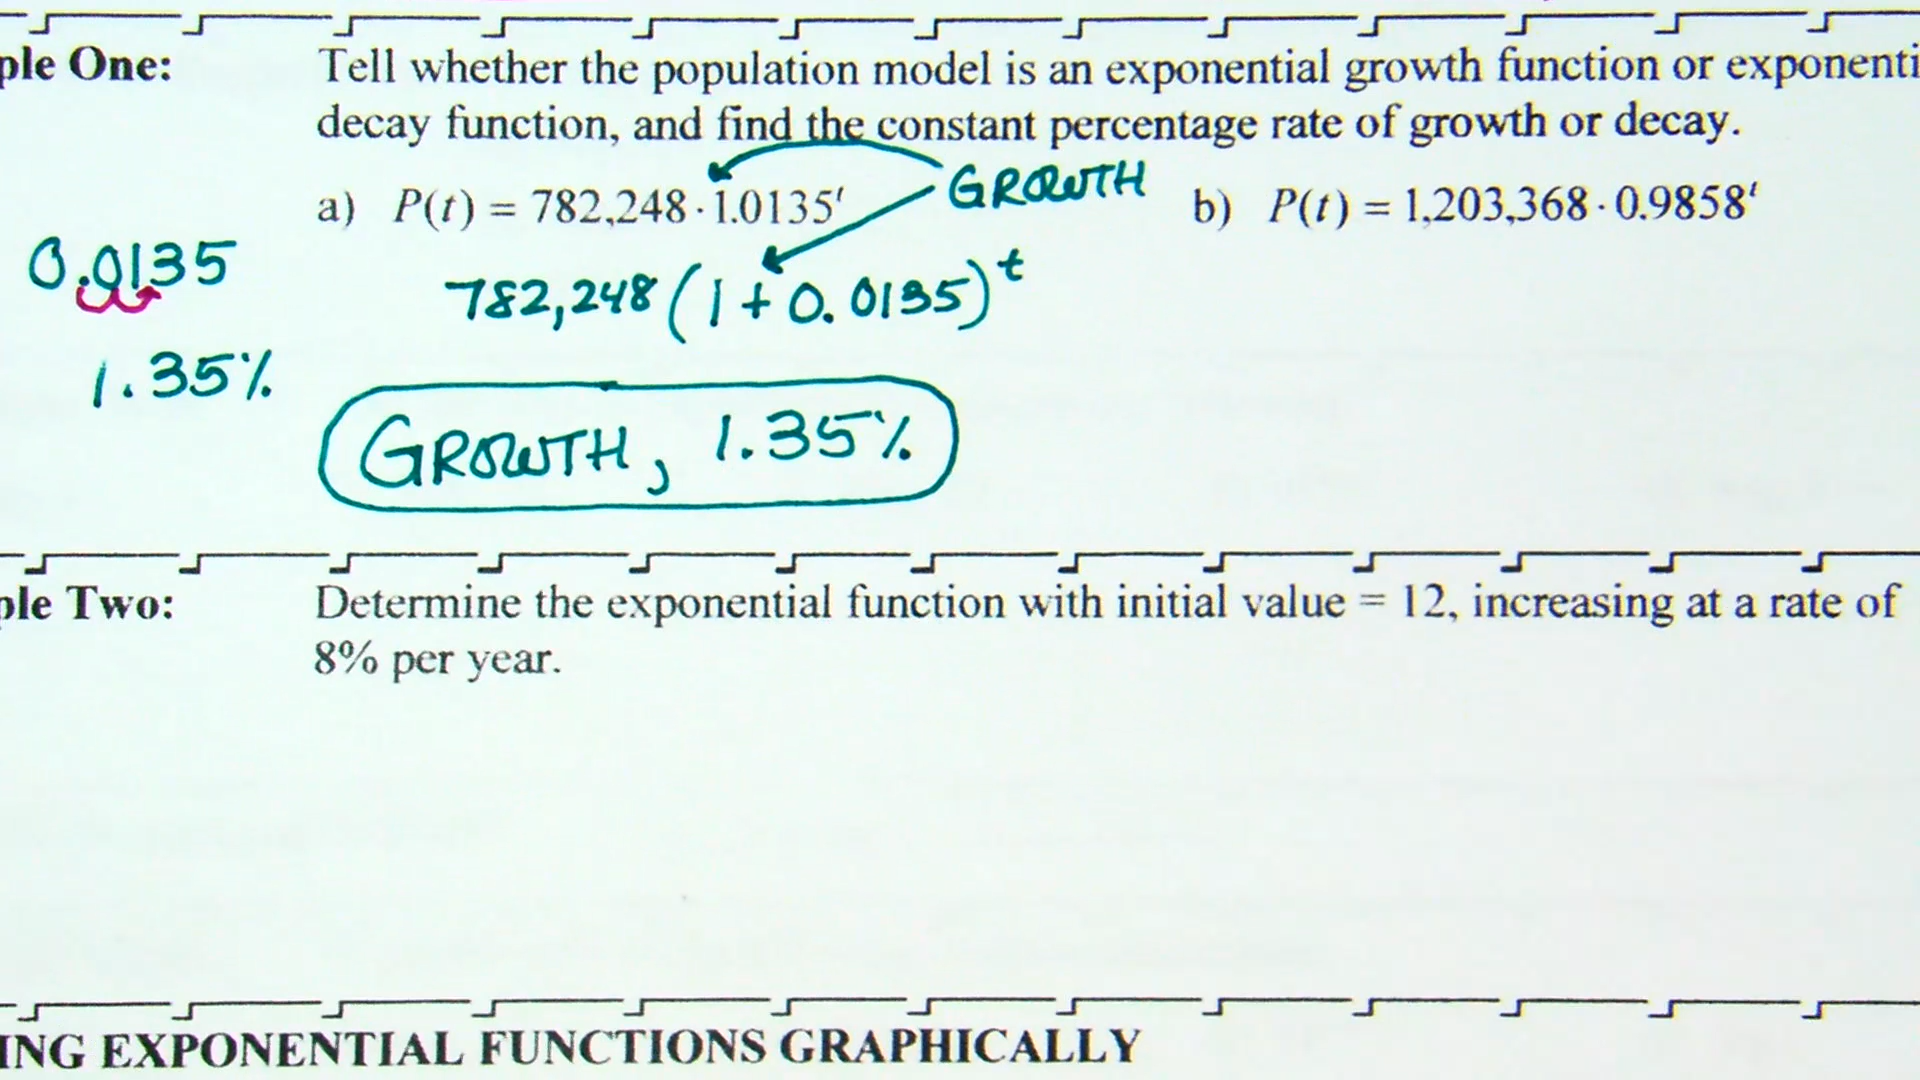 ple One:
Tell whether the population model is an exponential growth function or exponenti
decay function, and find the constant percentage rate of growth or decay.
a) P(t) = 782,248 · 1.0135^t
GROWTH
b) P(t) = 1,203,368 · 0.9858^t
0.0135
782,248 (1 + 0.0135)^t
1.35%
GROWTH, 1.35%
ple Two:
Determine the exponential function with initial value = 12, increasing at a rate of
8% per year.
ING EXPONENTIAL FUNCTIONS GRAPHICALLY